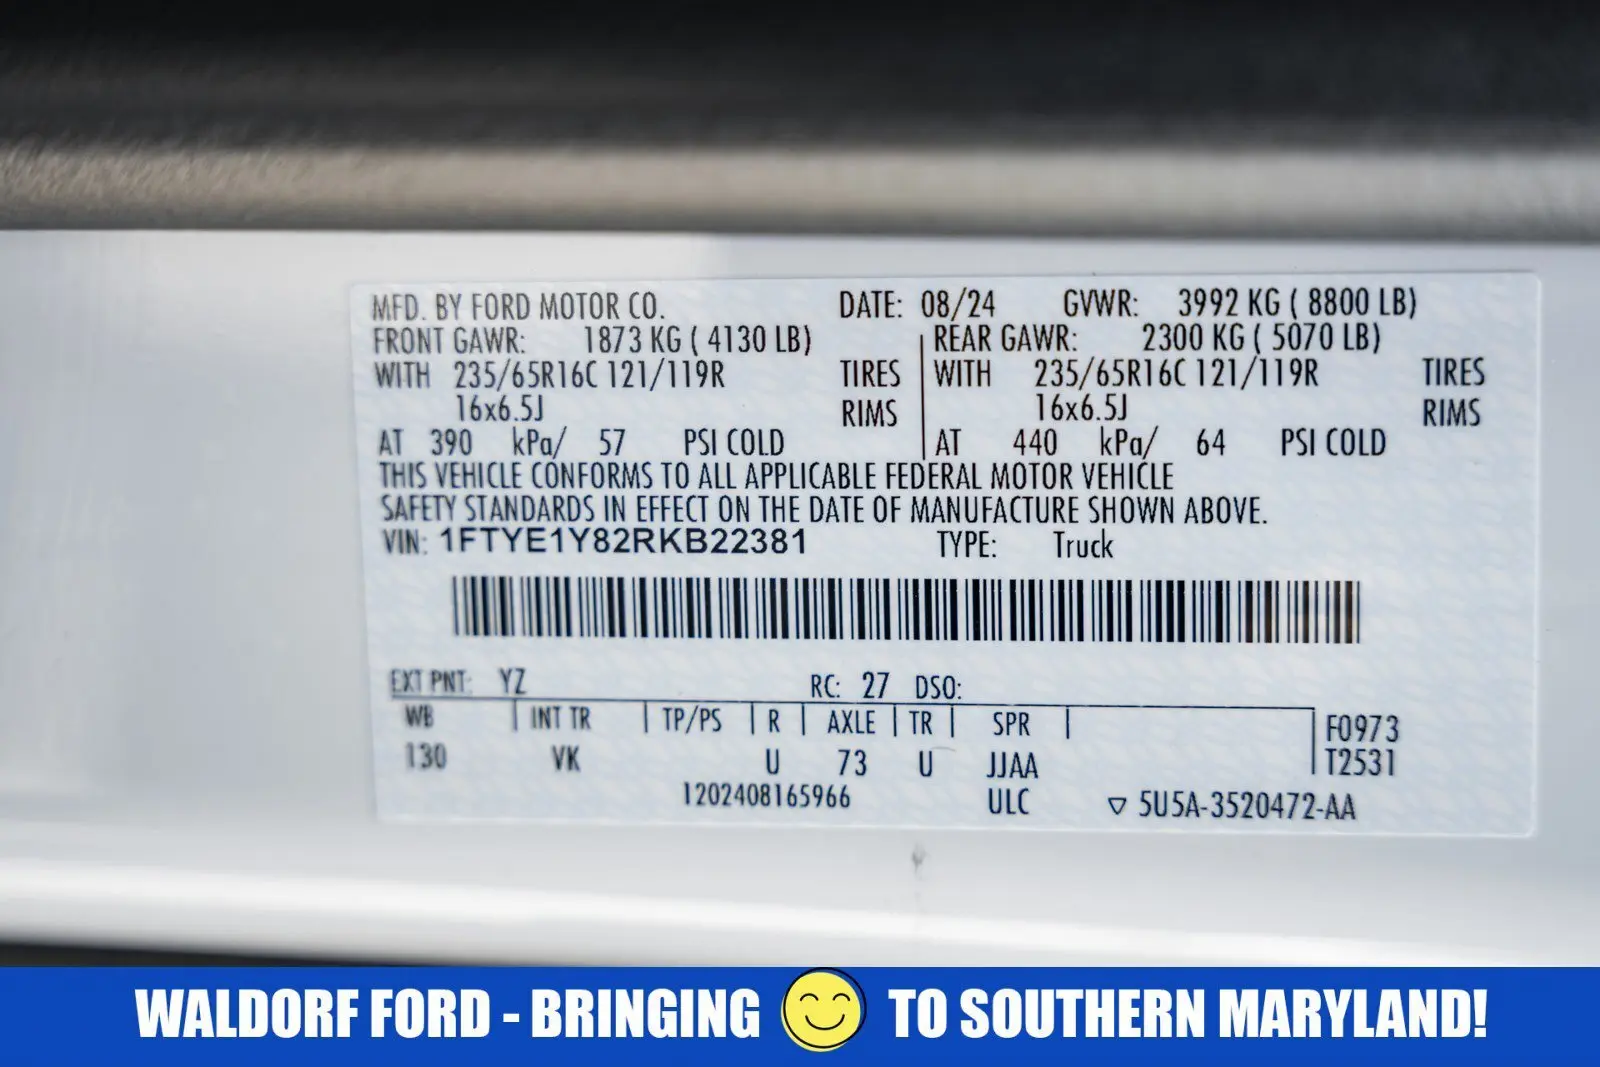 MFD. BY FORD MOTOR CO. DATE: 08/24 GVWR: 3992 KG ( 8800 LB)
FRONT GAWR: 1873 KG ( 4130 LB) REAR GAWR: 2300 KG ( 5070 LB)
WITH 235/65R16C 121/119R TIRES WITH 235/65R16C 121/119R TIRES
16x6.5J RIMS 16x6.5J RIMS
AT 390 kPa/ 57 PSI COLD AT 440 kPa/ 64 PSI COLD
THIS VEHICLE CONFORMS TO ALL APPLICABLE FEDERAL MOTOR VEHICLE
SAFETY STANDARDS IN EFFECT ON THE DATE OF MANUFACTURE SHOWN ABOVE.
VIN: 1FTYE1Y82RKB22381 TYPE: Truck
EXT PNT: YZ RC: 27 DSO:
WB INT TR TP/PS R AXLE TR SPR F0973
130 VK U 73 U JJAA T2531
1202408165966 ULC ▽ 5U5A-3520472-AA
WALDORF FORD - BRINGING TO SOUTHERN MARYLAND!